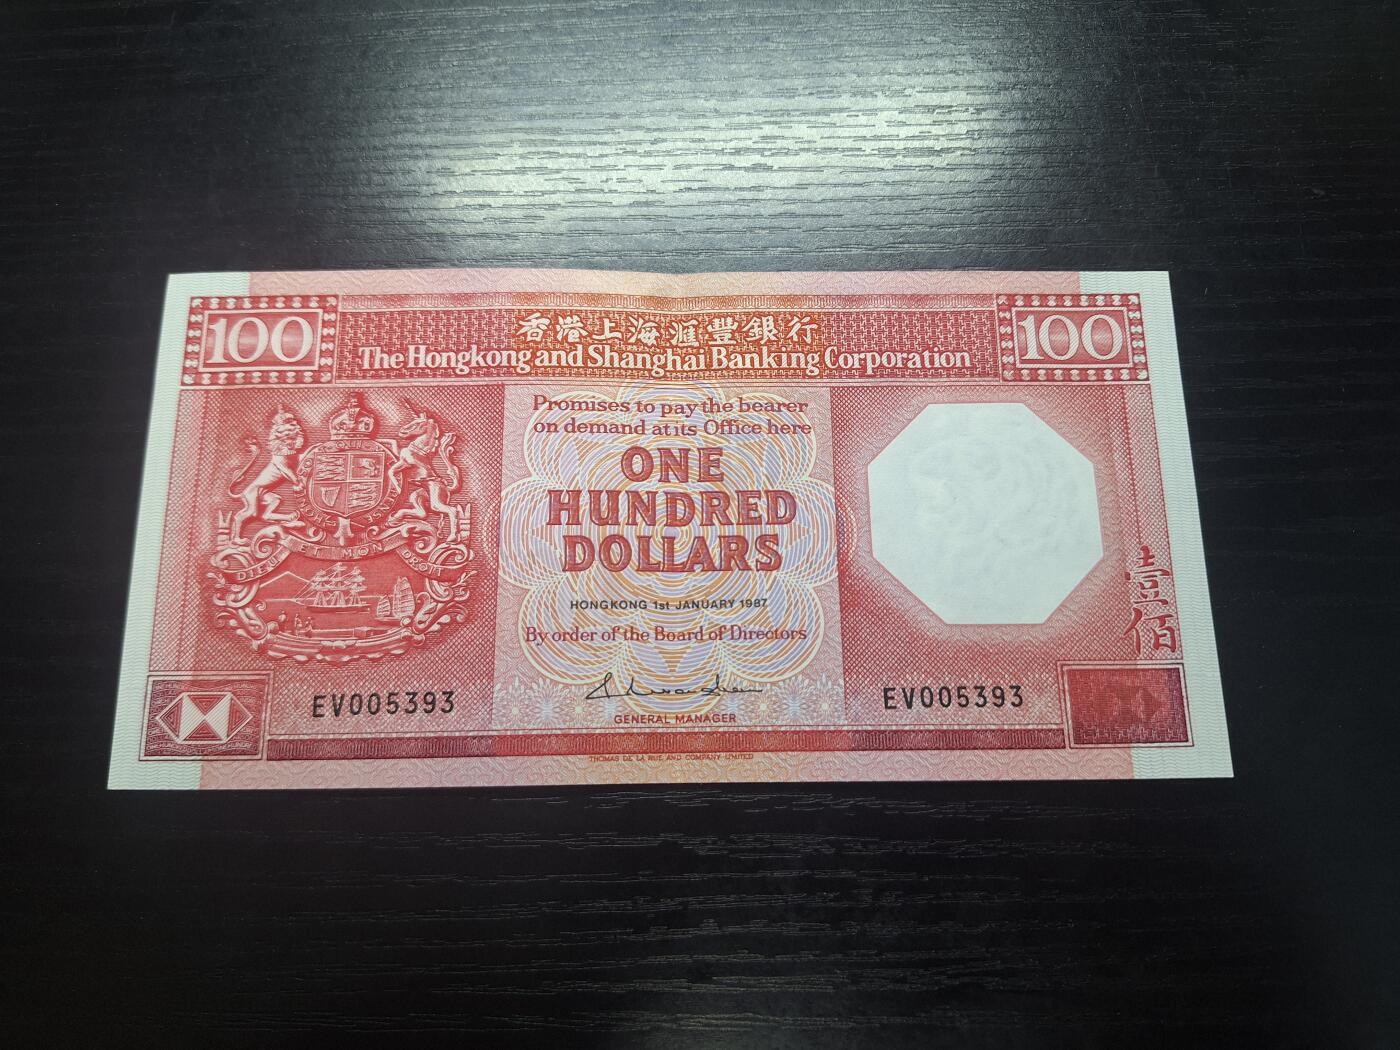 100
香港上海滙豐銀行
100
The Hongkong and Shanghai Banking Corporation
Promises to pay the bearer
on demand at its Office here
ONE
HUNDRED
DOLLARS
HONGKONG 1st JANUARY 1987
By order of the Board of Directors
GENERAL MANAGER
THOMAS DE LA RUE AND COMPANY LIMITED
DIEU ET MON DROIT
EV005393
EV005393
壹
佰